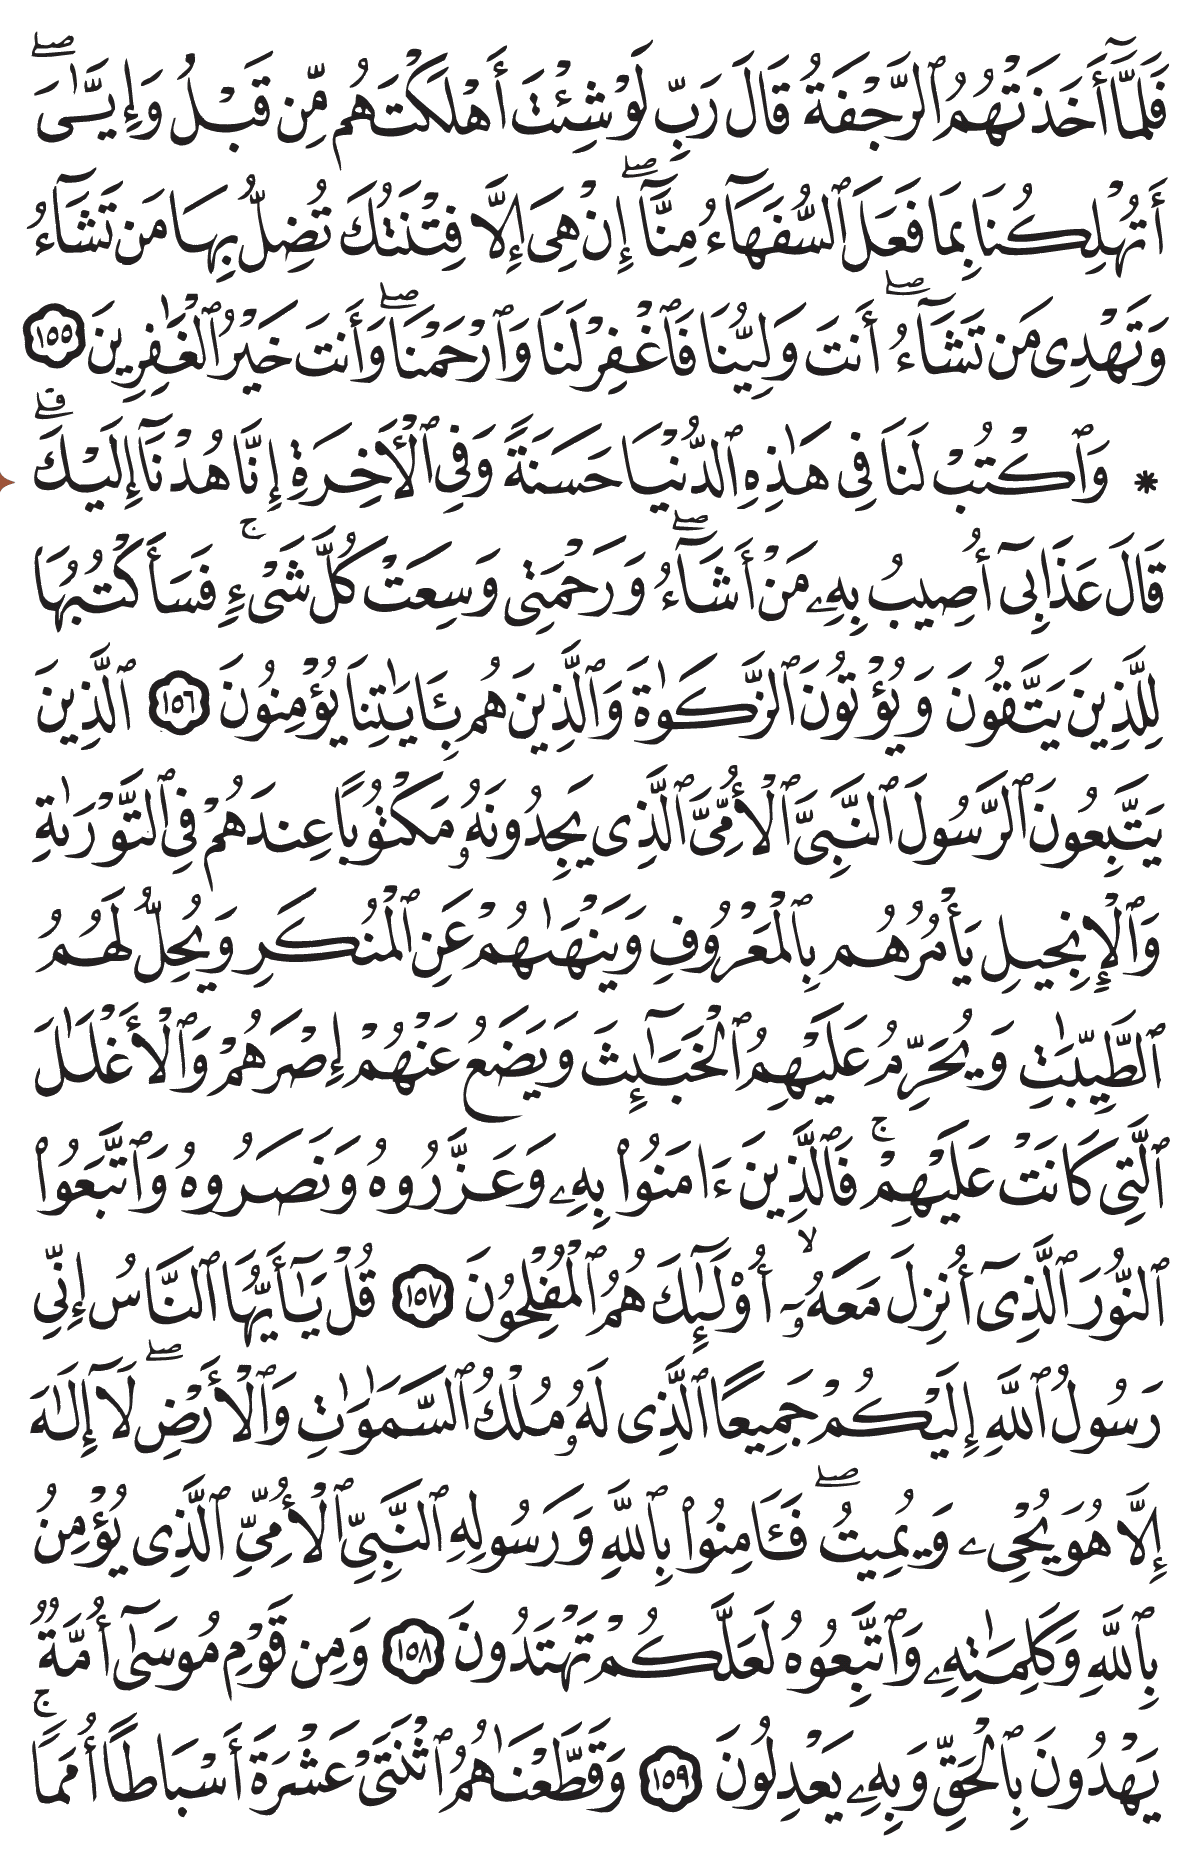 فَلَمَّآ أَخَذَتْهُمُ ٱلرَّجْفَةُ قَالَ رَبِّ لَوْ شِئْتَ أَهْلَكْتَهُم مِّن قَبْلُ وَإِيَّٰىَ ۖ
أَتُهْلِكُنَا بِمَا فَعَلَ ٱلسُّفَهَآءُ مِنَّآ ۖ إِنْ هِىَ إِلَّا فِتْنَتُكَ تُضِلُّ بِهَا مَن تَشَآءُ
وَتَهْدِى مَن تَشَآءُ ۖ أَنتَ وَلِيُّنَا فَٱغْفِرْ لَنَا وَٱرْحَمْنَا ۖ وَأَنتَ خَيْرُ ٱلْغَٰفِرِينَ ١٥٥
* وَٱكْتُبْ لَنَا فِى هَٰذِهِ ٱلدُّنْيَا حَسَنَةً وَفِى ٱلْأَخِرَةِ إِنَّا هُدْنَآ إِلَيْكَ ۚ
قَالَ عَذَابِىٓ أُصِيبُ بِهِۦ مَنْ أَشَآءُ ۖ وَرَحْمَتِى وَسِعَتْ كُلَّ شَىْءٍ ۚ فَسَأَكْتُبُهَا
لِلَّذِينَ يَتَّقُونَ وَيُؤْتُونَ ٱلزَّكَوٰةَ وَٱلَّذِينَ هُم بِـَٔايَٰتِنَا يُؤْمِنُونَ ١٥٦ ٱلَّذِينَ
يَتَّبِعُونَ ٱلرَّسُولَ ٱلنَّبِىَّ ٱلْأُمِّىَّ ٱلَّذِى يَجِدُونَهُۥ مَكْتُوبًا عِندَهُمْ فِى ٱلتَّوْرَىٰةِ
وَٱلْإِنجِيلِ يَأْمُرُهُم بِٱلْمَعْرُوفِ وَيَنْهَىٰهُمْ عَنِ ٱلْمُنكَرِ وَيُحِلُّ لَهُمُ
ٱلطَّيِّبَٰتِ وَيُحَرِّمُ عَلَيْهِمُ ٱلْخَبَٰٓئِثَ وَيَضَعُ عَنْهُمْ إِصْرَهُمْ وَٱلْأَغْلَٰلَ
ٱلَّتِى كَانَتْ عَلَيْهِمْ ۚ فَٱلَّذِينَ ءَامَنُوا۟ بِهِۦ وَعَزَّرُوهُ وَنَصَرُوهُ وَٱتَّبَعُوا۟
ٱلنُّورَ ٱلَّذِىٓ أُنزِلَ مَعَهُۥٓ ۙ أُو۟لَٰٓئِكَ هُمُ ٱلْمُفْلِحُونَ ١٥٧ قُلْ يَٰٓأَيُّهَا ٱلنَّاسُ إِنِّى
رَسُولُ ٱللَّهِ إِلَيْكُمْ جَمِيعًا ٱلَّذِى لَهُۥ مُلْكُ ٱلسَّمَٰوَٰتِ وَٱلْأَرْضِ ۖ لَآ إِلَٰهَ
إِلَّا هُوَ يُحْىِۦ وَيُمِيتُ ۖ فَـَٔامِنُوا۟ بِٱللَّهِ وَرَسُولِهِ ٱلنَّبِىِّ ٱلْأُمِّىِّ ٱلَّذِى يُؤْمِنُ
بِٱللَّهِ وَكَلِمَٰتِهِۦ وَٱتَّبِعُوهُ لَعَلَّكُمْ تَهْتَدُونَ ١٥٨ وَمِن قَوْمِ مُوسَىٰٓ أُمَّةٌ
يَهْدُونَ بِٱلْحَقِّ وَبِهِۦ يَعْدِلُونَ ١٥٩ وَقَطَّعْنَٰهُمُ ٱثْنَتَىْ عَشْرَةَ أَسْبَاطًا أُمَمًا ۚ